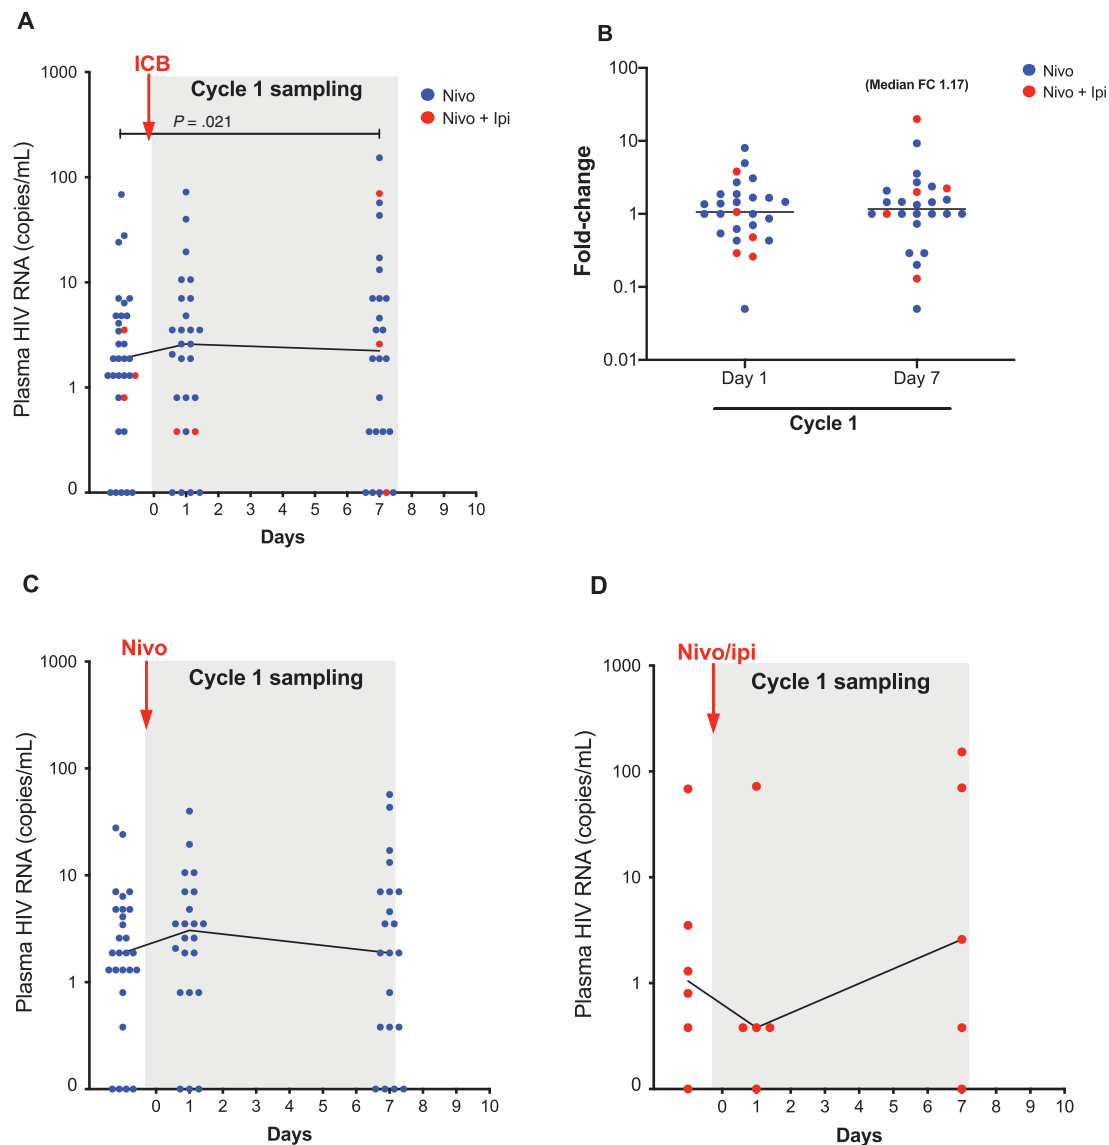 A
ICB
Cycle 1 sampling
P = .021
Nivo
Nivo + Ipi
Plasma HIV RNA (copies/mL)
1000
100
10
1
0
0 1 2 3 4 5 6 7 8 9 10
Days
B
(Median FC 1.17)
Nivo
Nivo + Ipi
Fold-change
100
10
1
0.1
0.01
Day 1 Day 7
Cycle 1
C
Nivo
Cycle 1 sampling
Plasma HIV RNA (copies/mL)
1000
100
10
1
0
0 1 2 3 4 5 6 7 8 9 10
Days
D
Nivo/ipi
Cycle 1 sampling
Plasma HIV RNA (copies/mL)
1000
100
10
1
0
0 1 2 3 4 5 6 7 8 9 10
Days